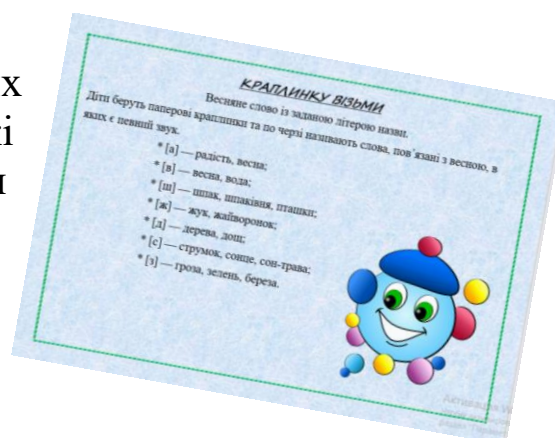 х
КРАПЛИНКУ ВІЗЬМИ
Весняне слово із заданою літерою назви.
Діти беруть паперові краплинки та по черзі називають слова, пов'язані з весною, в
яких є певний звук.
* [а] — радість, весна;
* [в] — весна, вода;
* [ш] — шпак, шпаківня, пташки;
* [ж] — жук, жайворонок;
* [д] — дерева, дощ;
* [с] — струмок, сонце, сон-трава;
* [з] — гроза, зелень, береза.